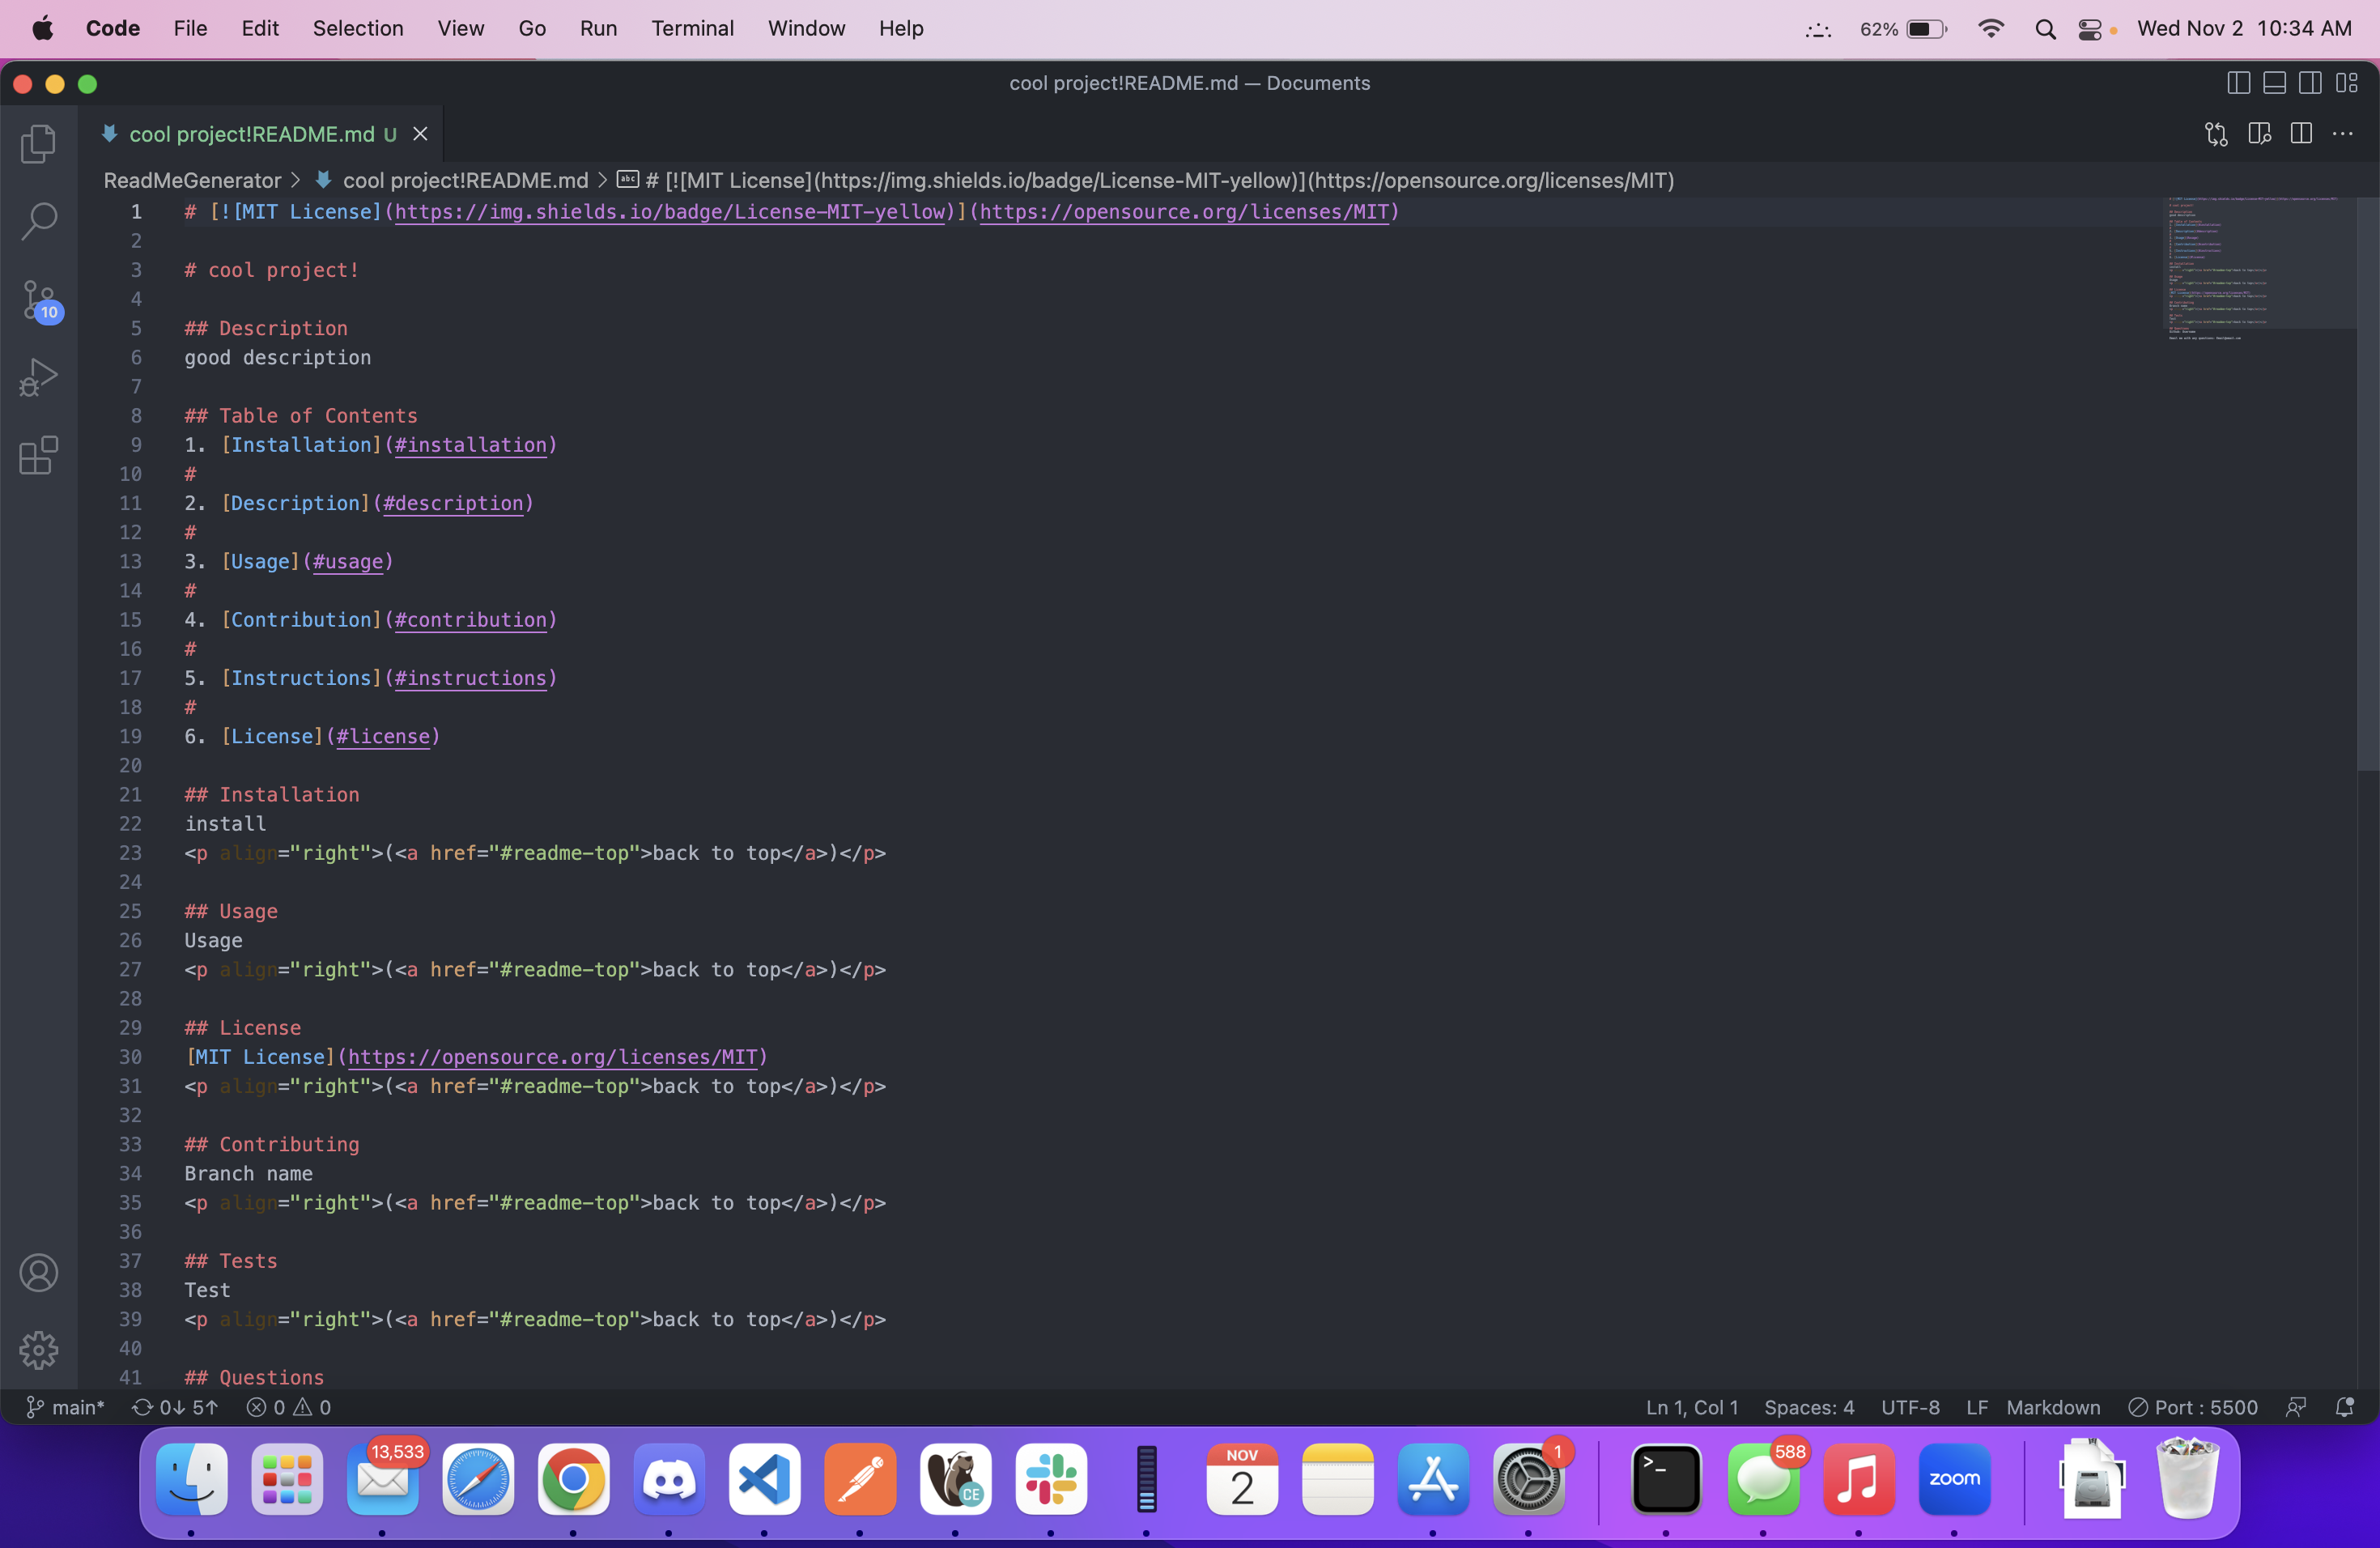 Code File Edit Selection View Go Run Terminal Window Help 62% Wed Nov 2 10:34 AM
cool project!README.md — Documents
cool project!README.md U
ReadMeGenerator > cool project!README.md > abc # [![MIT License](https://img.shields.io/badge/License-MIT-yellow)](https://opensource.org/licenses/MIT)
1 # [![MIT License](https://img.shields.io/badge/License-MIT-yellow)](https://opensource.org/licenses/MIT)
2
3 # cool project!
4
5 ## Description
6 good description
7
8 ## Table of Contents
9 1. [Installation](#installation)
10 #
11 2. [Description](#description)
12 #
13 3. [Usage](#usage)
14 #
15 4. [Contribution](#contribution)
16 #
17 5. [Instructions](#instructions)
18 #
19 6. [License](#license)
20
21 ## Installation
22 install
23 <p align="right">(<a href="#readme-top">back to top</a>)</p>
24
25 ## Usage
26 Usage
27 <p align="right">(<a href="#readme-top">back to top</a>)</p>
28
29 ## License
30 [MIT License](https://opensource.org/licenses/MIT)
31 <p align="right">(<a href="#readme-top">back to top</a>)</p>
32
33 ## Contributing
34 Branch name
35 <p align="right">(<a href="#readme-top">back to top</a>)</p>
36
37 ## Tests
38 Test
39 <p align="right">(<a href="#readme-top">back to top</a>)</p>
40
41 ## Questions
10
main* 0↓ 5↑ 0 0 Ln 1, Col 1 Spaces: 4 UTF-8 LF Markdown Port : 5500
13,533 CE NOV 2 1 >_ 588 zoom